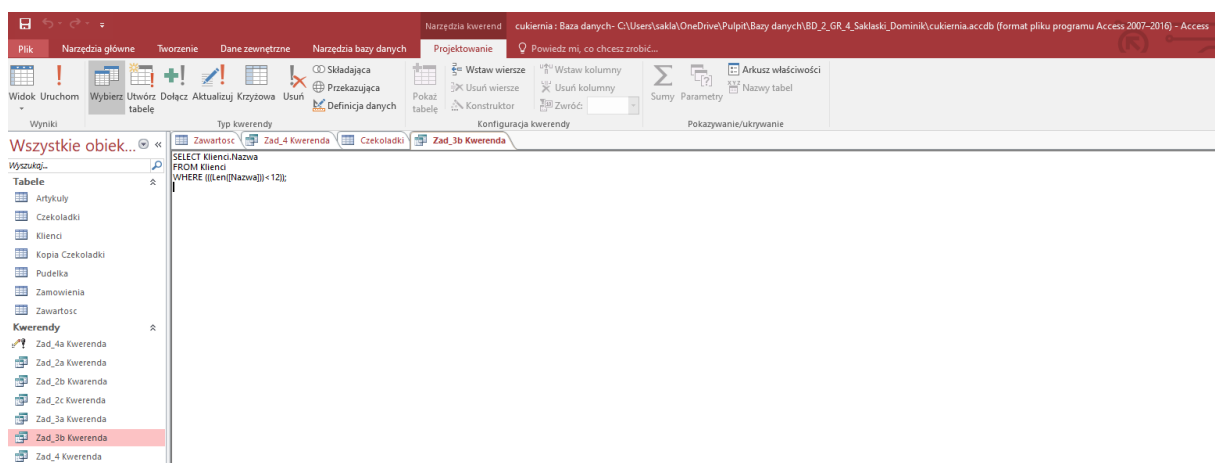 Narzędzia kwerend cukiernia : Baza danych- C:\Users\sakla\OneDrive\Pulpit\Bazy danych\BD_2_GR_4_Saklaski_Dominik\cukiernia.accdb (format pliku programu Access 2007–2016) - Access
Plik Narzędzia główne Tworzenie Dane zewnętrzne Narzędzia bazy danych Projektowanie Powiedz mi, co chcesz zrobić...
Widok Uruchom Wybierz Utwórz tabelę Dołącz Aktualizuj Krzyżowa Usuń
Składająca
Przekazująca
Definicja danych
Pokaż tabelę
Wstaw wiersze
Usuń wiersze
Konstruktor
Wstaw kolumny
Usuń kolumny
Zwróć:
Sumy Parametry
Arkusz właściwości
Nazwy tabel
Wyniki Typ kwerendy Konfiguracja kwerendy Pokazywanie/ukrywanie
Wszystkie obiek... «
Wyszukaj...
Tabele
Artykuly
Czekoladki
Klienci
Kopia Czekoladki
Pudelka
Zamowienia
Zawartosc
Kwerendy
Zad_4a Kwerenda
Zad_2a Kwerenda
Zad_2b Kwarenda
Zad_2c Kwerenda
Zad_3a Kwerenda
Zad_3b Kwerenda
Zad_4 Kwerenda
Zawartosc Zad_4 Kwerenda Czekoladki Zad_3b Kwerenda
SELECT Klienci.Nazwa
FROM Klienci
WHERE (((Len([Nazwa]))<12));